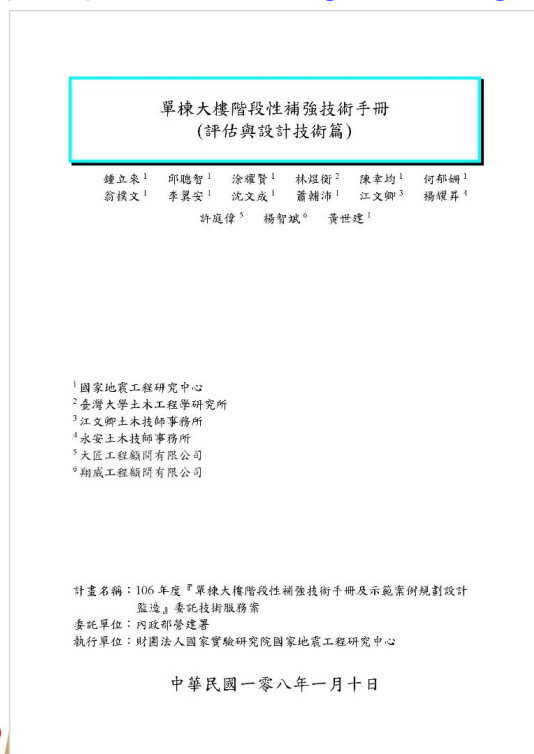 單棟大樓階段性補強技術手冊
(評估與設計技術篇)
鍾立來1 邱聰智1 涂耀賢1 林煜衡2 陳幸均1 何郁姍1
翁樸文1 李翼安1 沈文成1 蕭輔沛1 江文卿3 楊耀昇4
許庭偉5 楊智斌6 黃世建1
1國家地震工程研究中心
2臺灣大學土木工程學研究所
3江文卿土木技師事務所
4永安土木技師事務所
5大匠工程顧問有限公司
6翔威工程顧問有限公司
計畫名稱：106 年度『單棟大樓階段性補強技術手冊及示範案例規劃設計
監造』委託技術服務案
委託單位：內政部營建署
執行單位：財團法人國家實驗研究院國家地震工程研究中心
中華民國一零八年一月十日